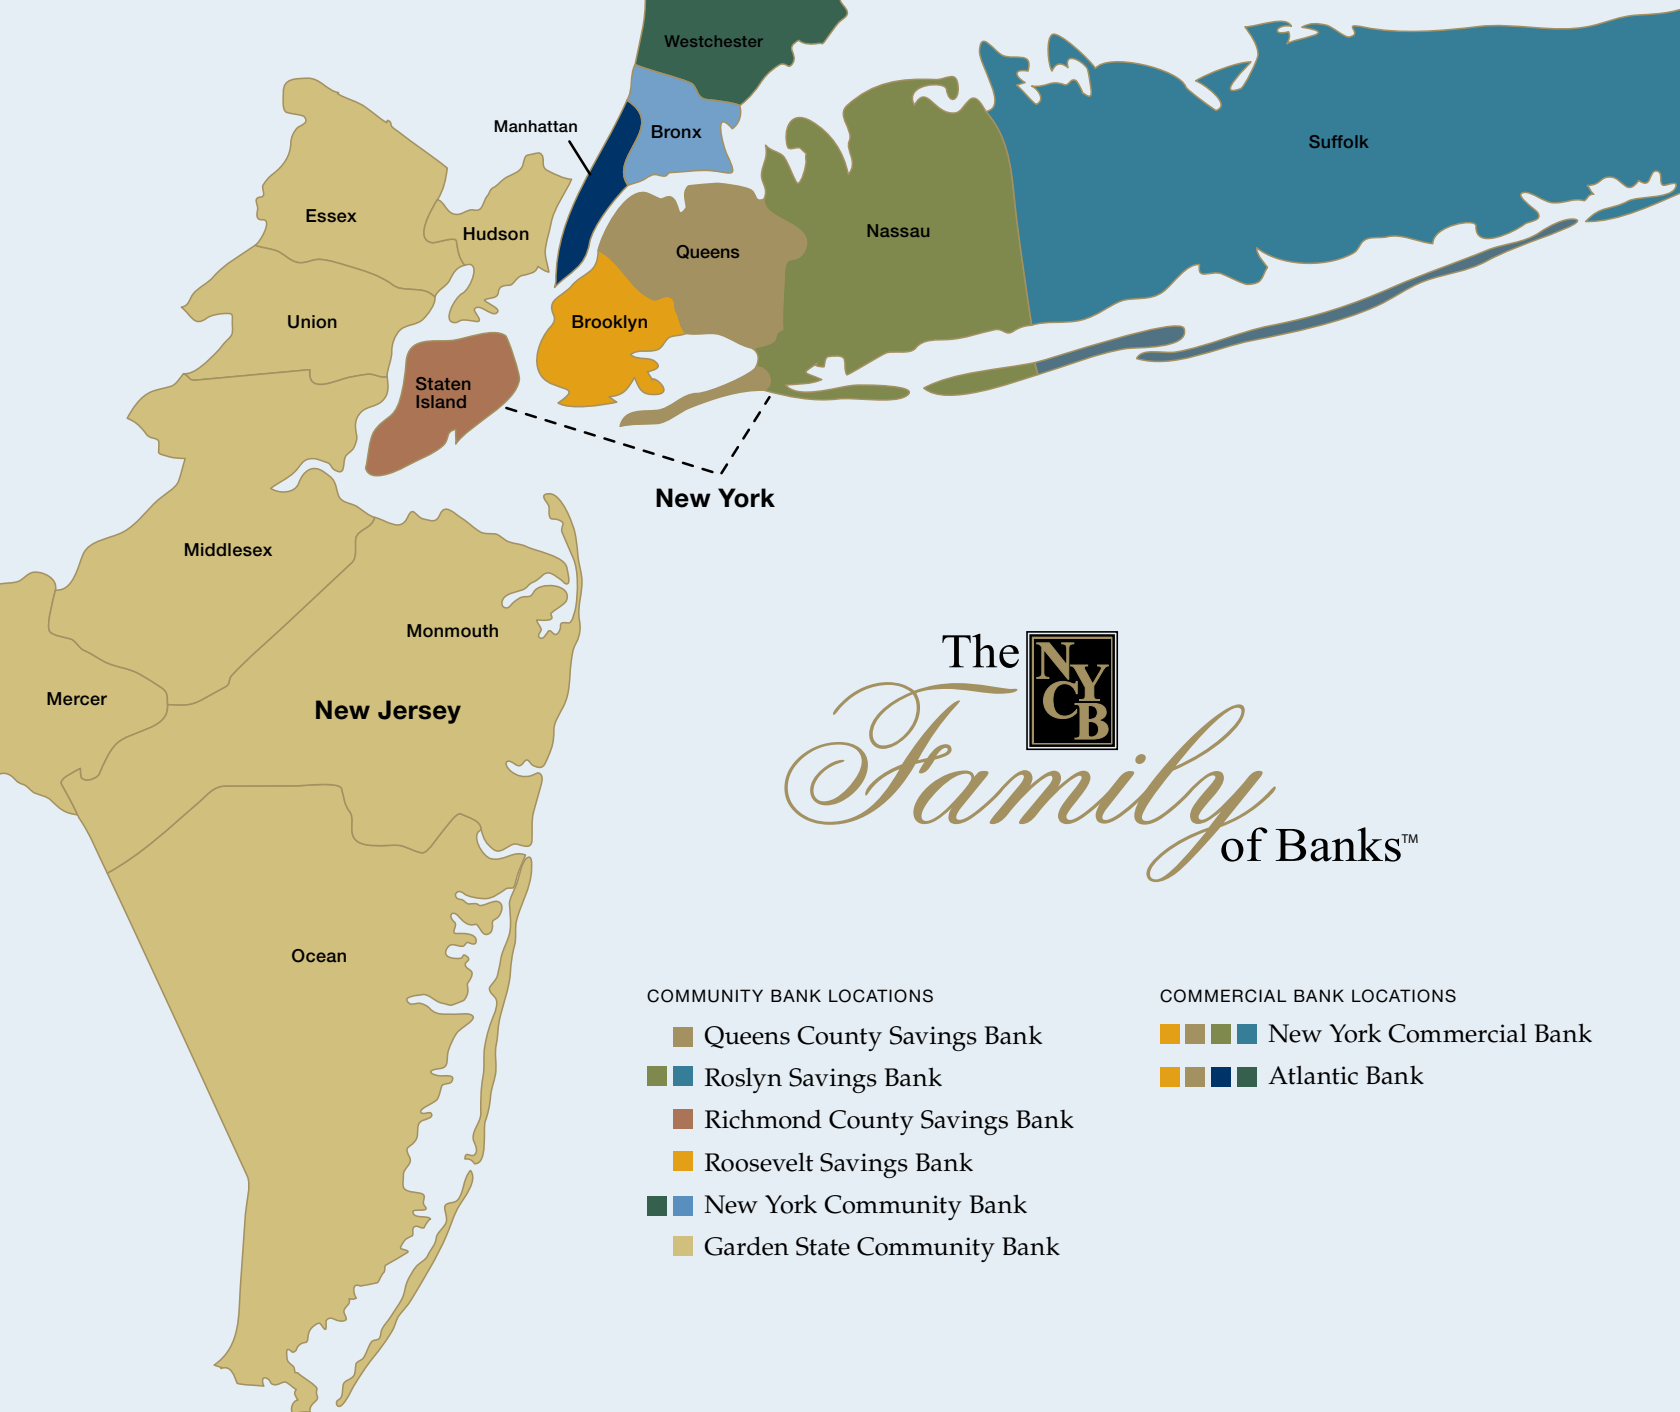 Westchester
Manhattan
Bronx
Suffolk
Essex
Hudson
Nassau
Queens
Union
Brooklyn
Staten
Island
New York
Middlesex
Monmouth
Mercer
New Jersey
Ocean
The
NYCB
Family
of Banks™
COMMUNITY BANK LOCATIONS
Queens County Savings Bank
Roslyn Savings Bank
Richmond County Savings Bank
Roosevelt Savings Bank
New York Community Bank
Garden State Community Bank
COMMERCIAL BANK LOCATIONS
New York Commercial Bank
Atlantic Bank